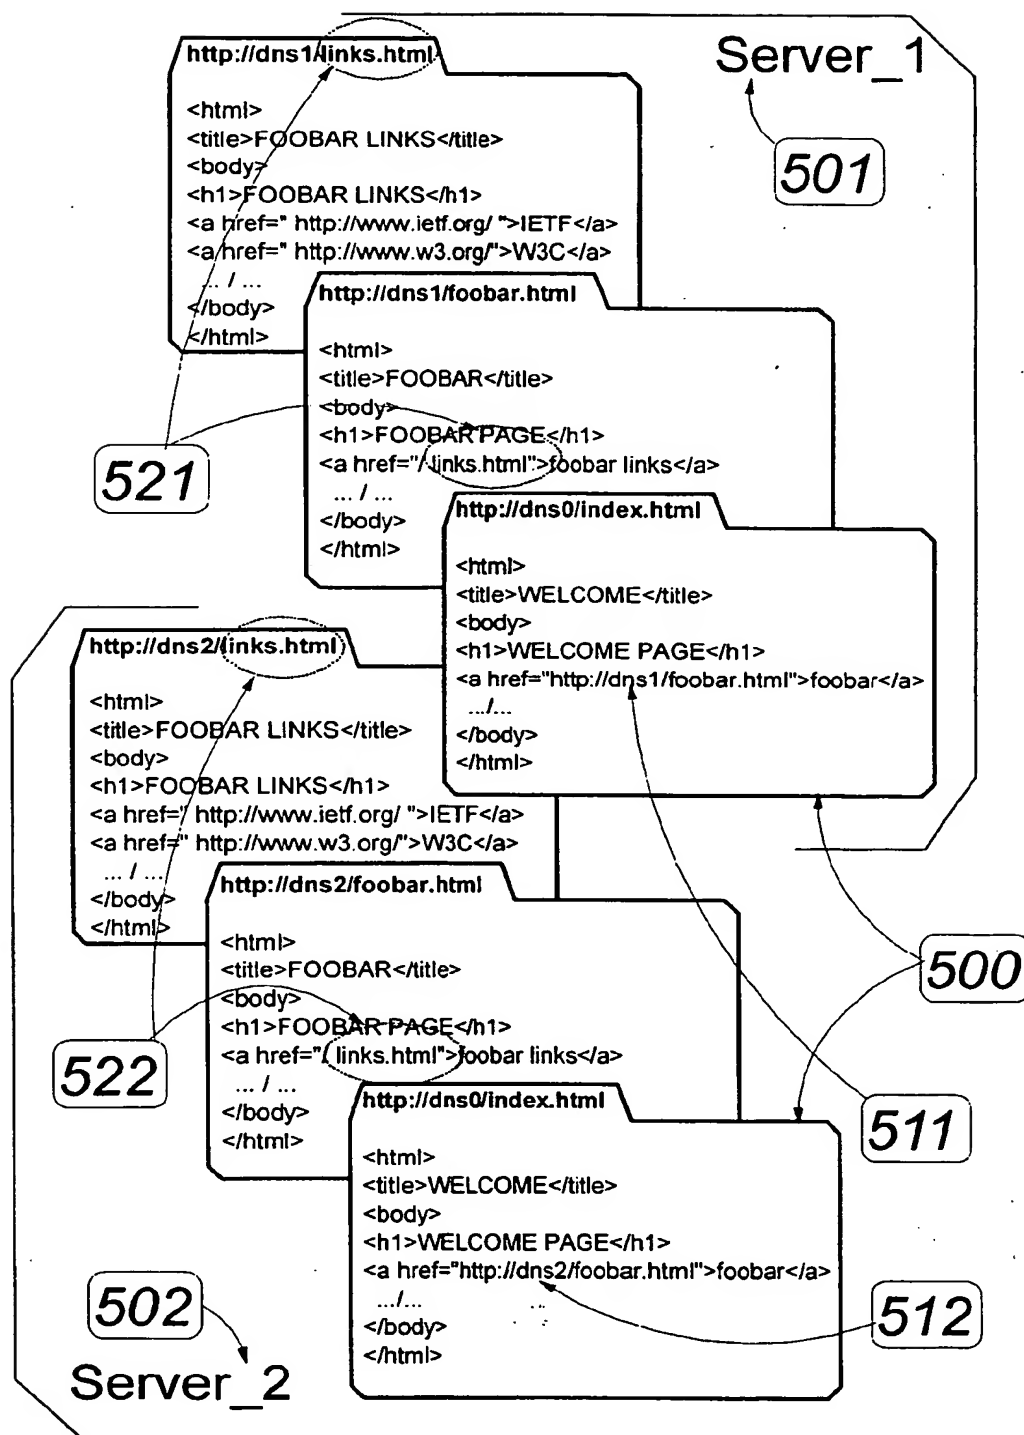 http://dns1/links.html
Server_1
501
<html>
<title>FOOBAR LINKS</title>
<body>
<h1>FOOBAR LINKS</h1>
<a href=" http://www.ietf.org/ ">IETF</a>
<a href=" http://www.w3.org/">W3C</a>
... / ...
</body>
</html>
http://dns1/foobar.html
<html>
<title>FOOBAR</title>
<body>
<h1>FOOBAR PAGE</h1>
<a href="/ links.html">foobar links</a>
... / ...
</body>
</html>
521
http://dns0/index.html
<html>
<title>WELCOME</title>
<body>
<h1>WELCOME PAGE</h1>
<a href="http://dns1/foobar.html">foobar</a>
.../...
</body>
</html>
http://dns2/links.html
<html>
<title>FOOBAR LINKS</title>
<body>
<h1>FOOBAR LINKS</h1>
<a href=" http://www.ietf.org/ ">IETF</a>
<a href=" http://www.w3.org/">W3C</a>
... / ...
</body>
</html>
http://dns2/foobar.html
<html>
<title>FOOBAR</title>
<body>
<h1>FOOBAR PAGE</h1>
<a href="/ links.html">foobar links</a>
... / ...
</body>
</html>
500
522
511
http://dns0/index.html
<html>
<title>WELCOME</title>
<body>
<h1>WELCOME PAGE</h1>
<a href="http://dns2/foobar.html">foobar</a>
.../...
</body>
</html>
502
512
Server_2